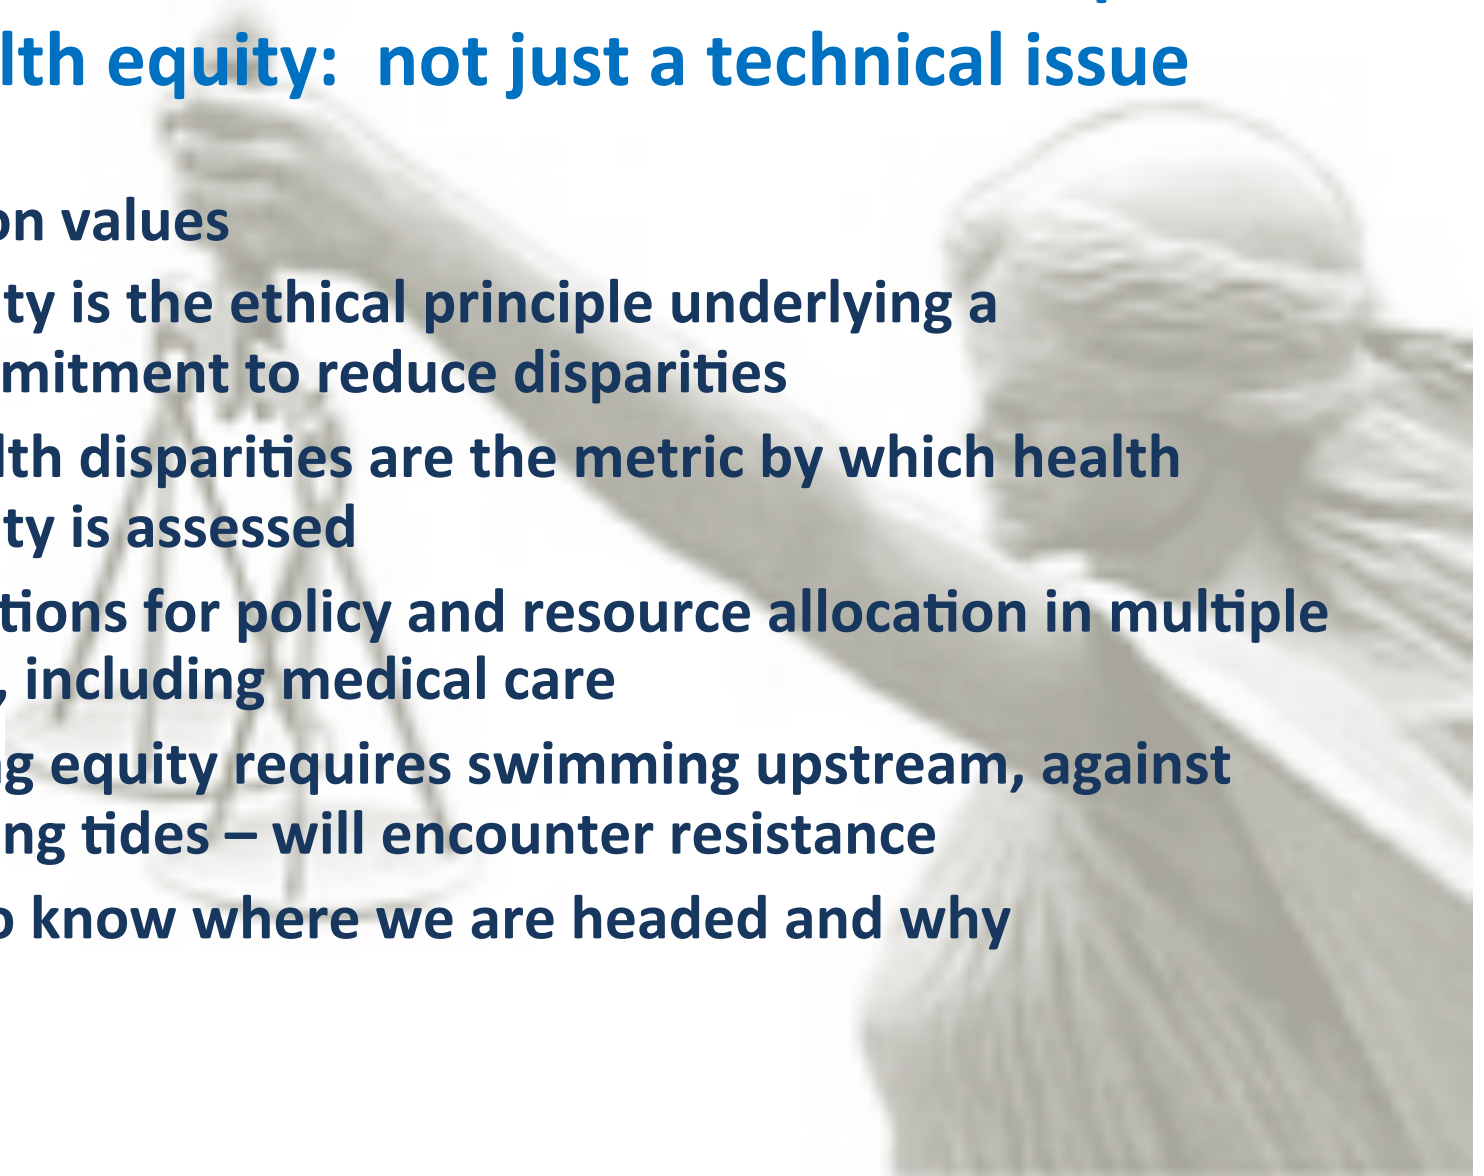 lth equity: not just a technical issue
on values
ty is the ethical principle underlying a
mitment to reduce disparities
lth disparities are the metric by which health
ty is assessed
tions for policy and resource allocation in multiple
, including medical care
g equity requires swimming upstream, against
ng tides – will encounter resistance
o know where we are headed and why